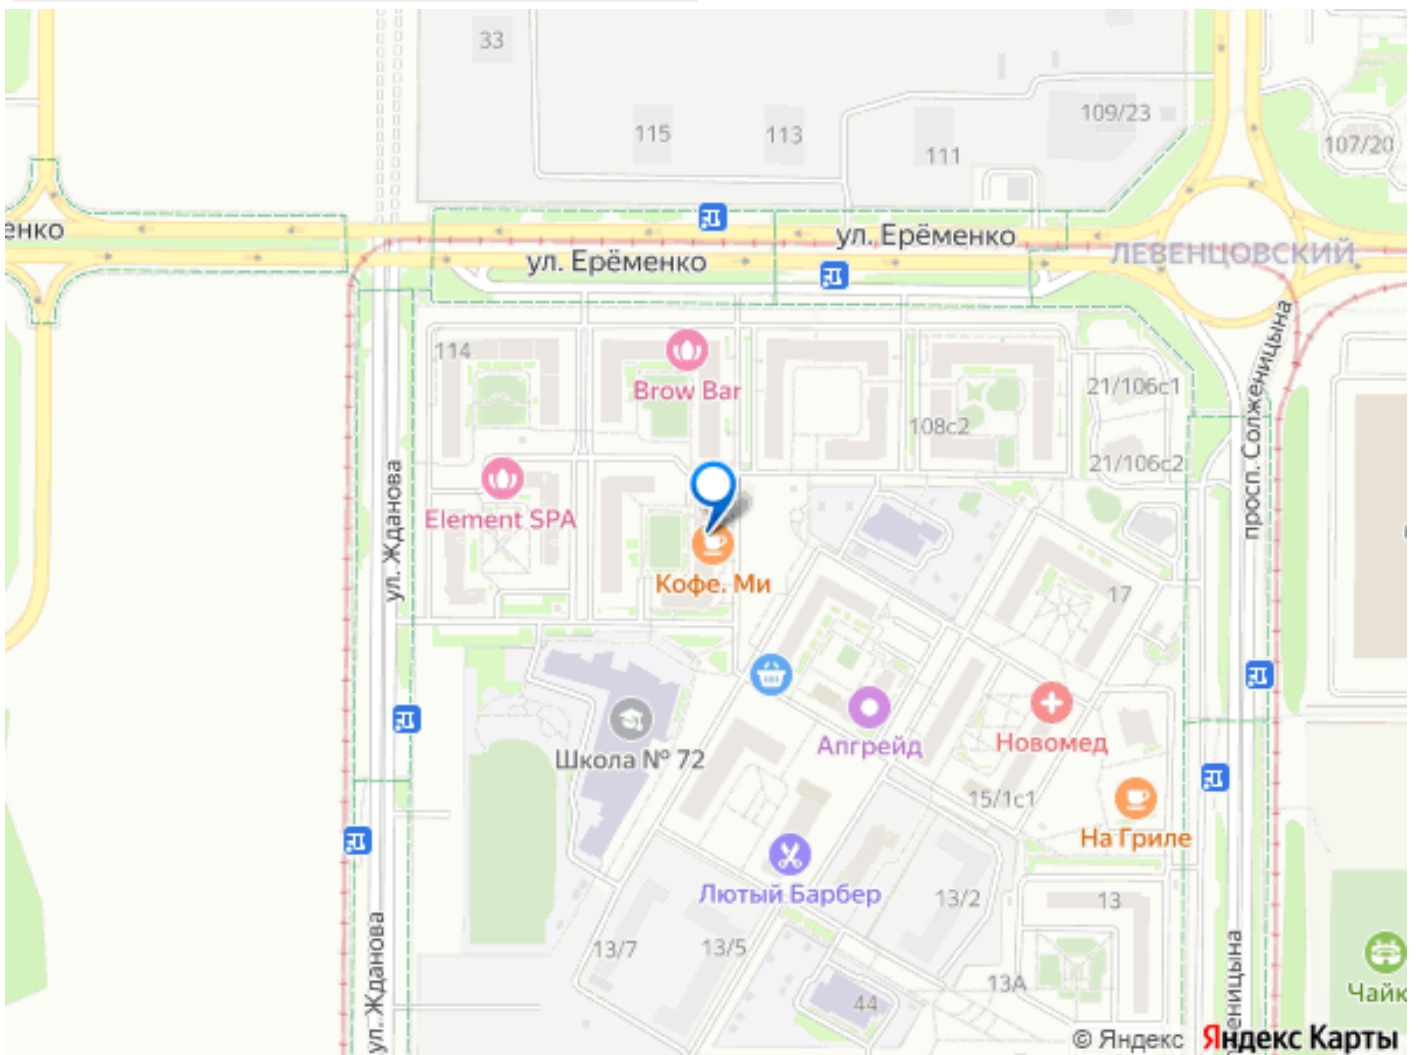 33
109/23
115
113
111
107/20
енко
ул. Ерёменко
ЛЕВЕНЦОВСКИЙ
ул. Ерёменко
114
Brow Bar
21/106с1
108с2
21/106с2
просп. Солженицына
ул. Жданова
Element SPA
Кофе. Ми
17
Школа № 72
Апгрейд
Новомед
15/1с1
На Гриле
Лютый Барбер
13/2
13
13/7
13/5
13А
44
ул. Жданова
еницына
Чайк
© Яндекс Яндекс Карты